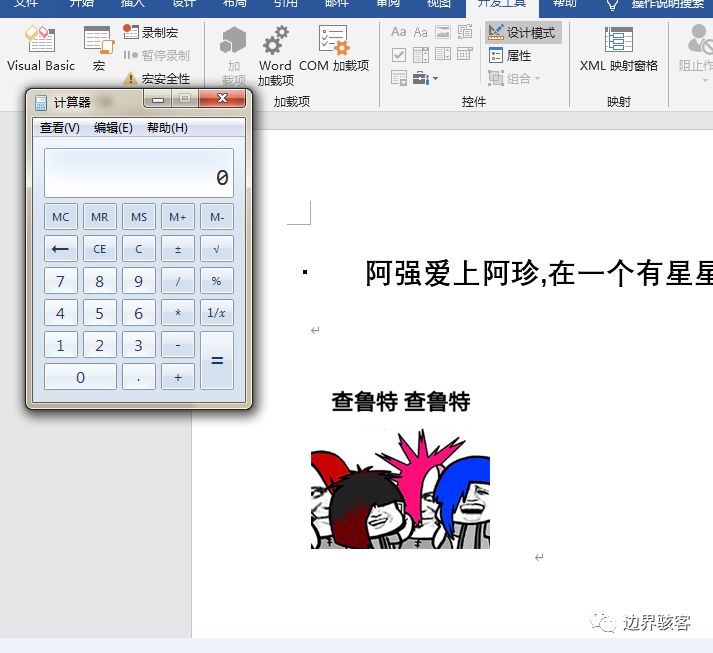 文件 开始 插入 设计 布局 引用 邮件 审阅 视图 开发工具 帮助 操作说明搜索
Visual Basic
宏
录制宏
暂停录制
宏安全性
加载项
Word 加载项
COM 加载项
加载项
Aa Aa
设计模式
属性
组合
控件
XML 映射窗格
映射
阻止作
计算器
查看(V) 编辑(E) 帮助(H)
0
MC MR MS M+ M-
← CE C ± √
7 8 9 / %
4 5 6 * 1/x
1 2 3 - =
0 . +
阿强爱上阿珍,在一个有星星
查鲁特 查鲁特
边界骇客